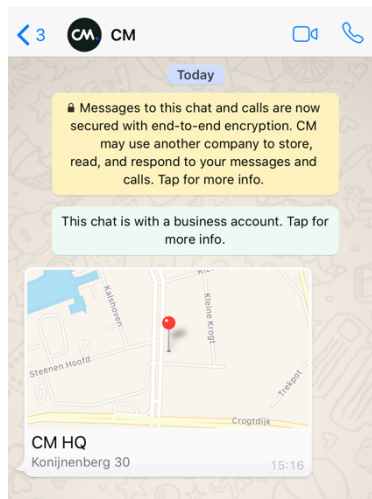 3
CM.
CM
Today
Messages to this chat and calls are now
secured with end-to-end encryption. CM
may use another company to store,
read, and respond to your messages and
calls. Tap for more info.
This chat is with a business account. Tap for
more info.
Kalshoven
Kleine Krogt
Steenen Hoofd
Trekpot
Crogtdijk
CM HQ
Konijnenberg 30
15:16